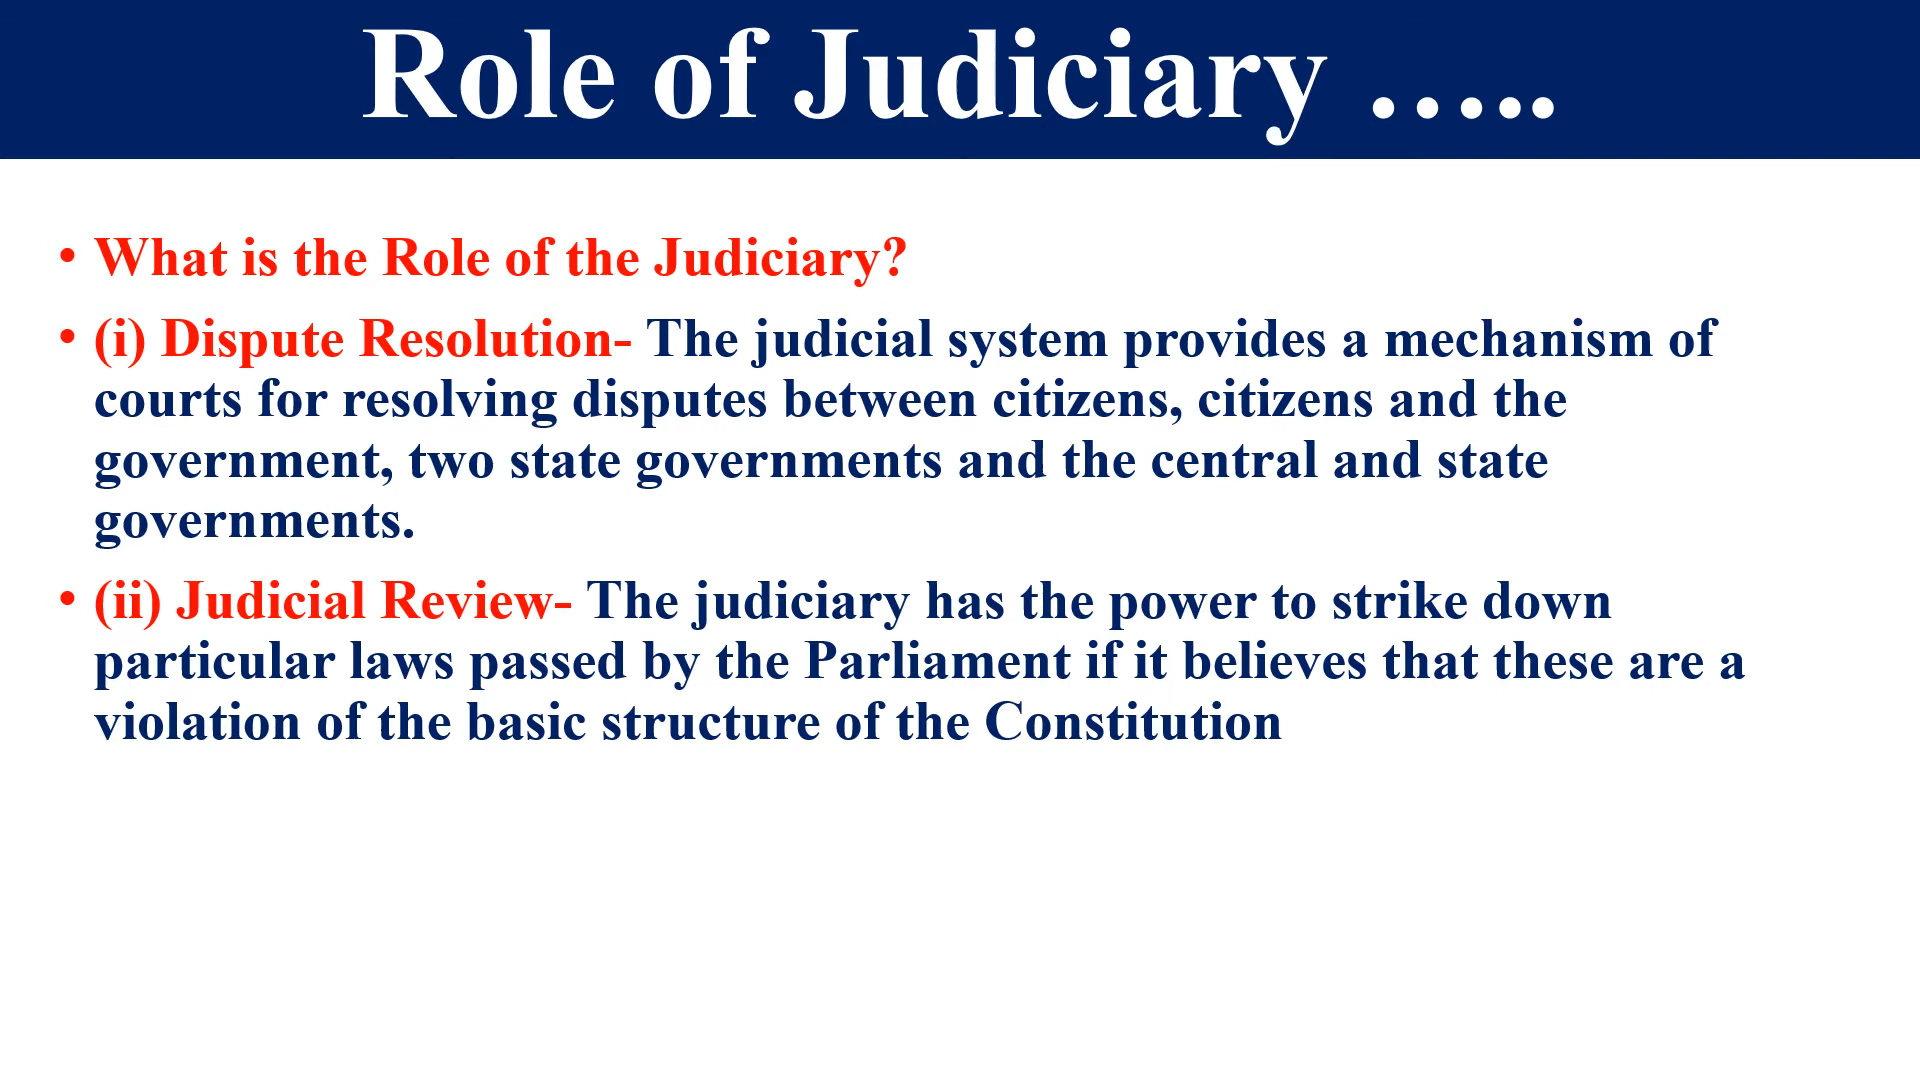 Role of Judiciary …..
• What is the Role of the Judiciary?
• (i) Dispute Resolution- The judicial system provides a mechanism of
courts for resolving disputes between citizens, citizens and the
government, two state governments and the central and state
governments.
• (ii) Judicial Review- The judiciary has the power to strike down
particular laws passed by the Parliament if it believes that these are a
violation of the basic structure of the Constitution